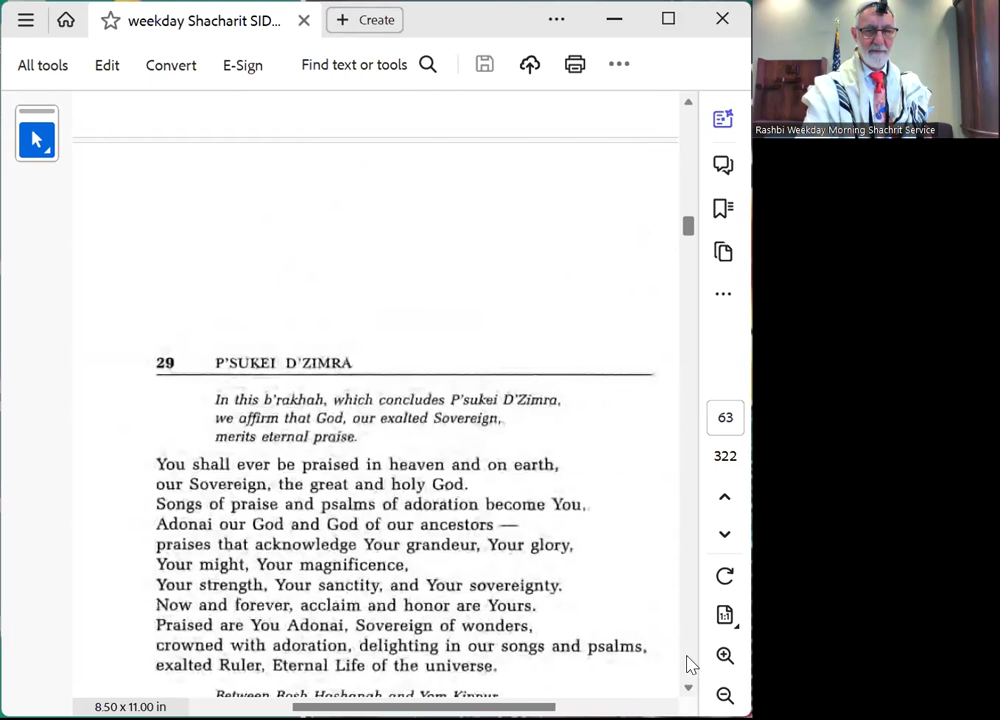 weekday Shacharit SID...
Create
All tools
Edit
Convert
E-Sign
Find text or tools
Rashbi Weekday Morning Shachrit Service
29 P'SUKEI D'ZIMRA
In this b'rakhah, which concludes P'sukei D'Zimra,
we affirm that God, our exalted Sovereign,
merits eternal praise.
You shall ever be praised in heaven and on earth,
our Sovereign, the great and holy God.
Songs of praise and psalms of adoration become You,
Adonai our God and God of our ancestors —
praises that acknowledge Your grandeur, Your glory,
Your might, Your magnificence,
Your strength, Your sanctity, and Your sovereignty.
Now and forever, acclaim and honor are Yours.
Praised are You Adonai, Sovereign of wonders,
crowned with adoration, delighting in our songs and psalms,
exalted Ruler, Eternal Life of the universe.
Between Rosh Hashanah and Yom Kippur
63
322
1:1
8.50 x 11.00 in